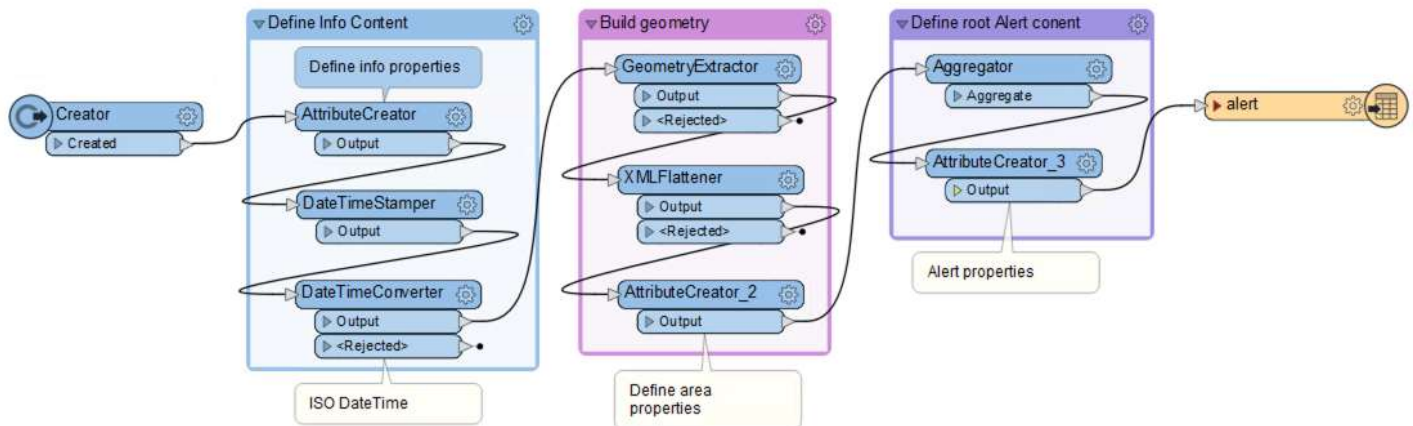 Creator
Created
Define Info Content
Define info properties
AttributeCreator
Output
DateTimeStamper
Output
DateTimeConverter
Output
<Rejected>
ISO DateTime
Build geometry
GeometryExtractor
Output
<Rejected>
XMLFlattener
Output
<Rejected>
AttributeCreator_2
Output
Define area
properties
Define root Alert conent
Aggregator
Aggregate
AttributeCreator_3
Output
Alert properties
alert